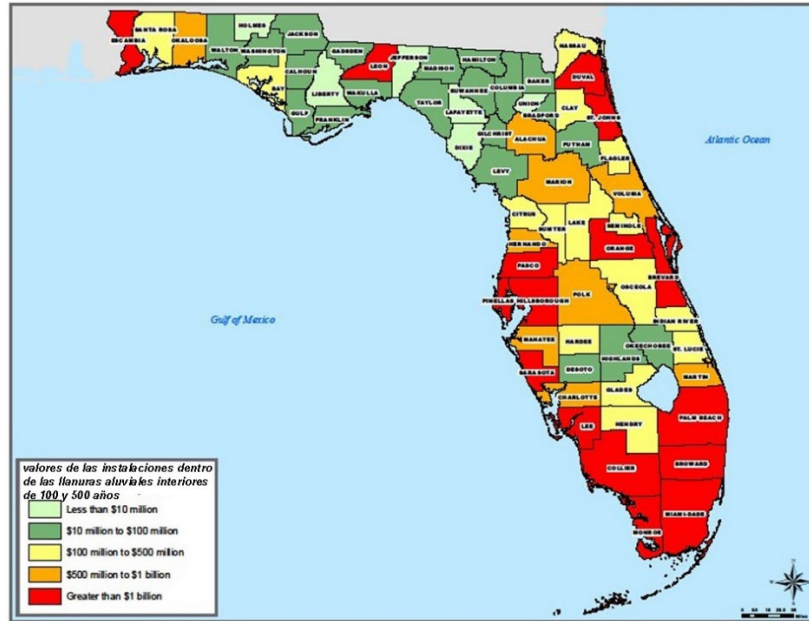 ESCAMBIA
SANTA ROSA
OKALOOSA
HOLMES
WALTON
WASHINGTON
JACKSON
BAY
CALHOUN
GULF
LIBERTY
GADSDEN
FRANKLIN
WAKULLA
LEON
JEFFERSON
MADISON
TAYLOR
HAMILTON
SUWANNEE
LAFAYETTE
DIXIE
COLUMBIA
GILCHRIST
LEVY
BAKER
UNION
BRADFORD
ALACHUA
NASSAU
DUVAL
CLAY
ST. JOHNS
PUTNAM
FLAGLER
MARION
VOLUSIA
CITRUS
SUMTER
LAKE
SEMINOLE
HERNANDO
ORANGE
PASCO
BREVARD
OSCEOLA
PINELLAS
HILLSBOROUGH
POLK
INDIAN RIVER
MANATEE
HARDEE
OKEECHOBEE
HIGHLANDS
ST. LUCIE
SARASOTA
DESOTO
MARTIN
CHARLOTTE
GLADES
LEE
HENDRY
PALM BEACH
COLLIER
BROWARD
MONROE
MIAMI-DADE
Atlantic Ocean
Gulf of Mexico
valores de las instalaciones dentro
de las llanuras aluviales interiores
de 100 y 500 años
Less than $10 million
$10 million to $100 million
$100 million to $500 million
$500 million to $1 billion
Greater than $1 billion